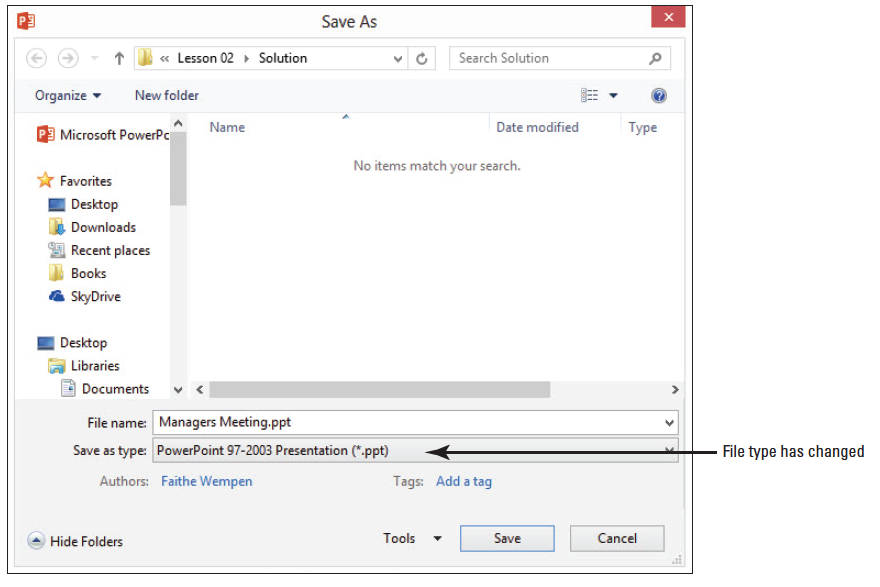 Save As
« Lesson 02 Solution
Search Solution
Organize New folder
Name Date modified Type
Microsoft PowerPo
No items match your search.
Favorites
Desktop
Downloads
Recent places
Books
SkyDrive
Desktop
Libraries
Documents
File name: Managers Meeting.ppt
Save as type: PowerPoint 97-2003 Presentation (*.ppt)
File type has changed
Authors: Faithe Wempen Tags: Add a tag
Hide Folders Tools Save Cancel